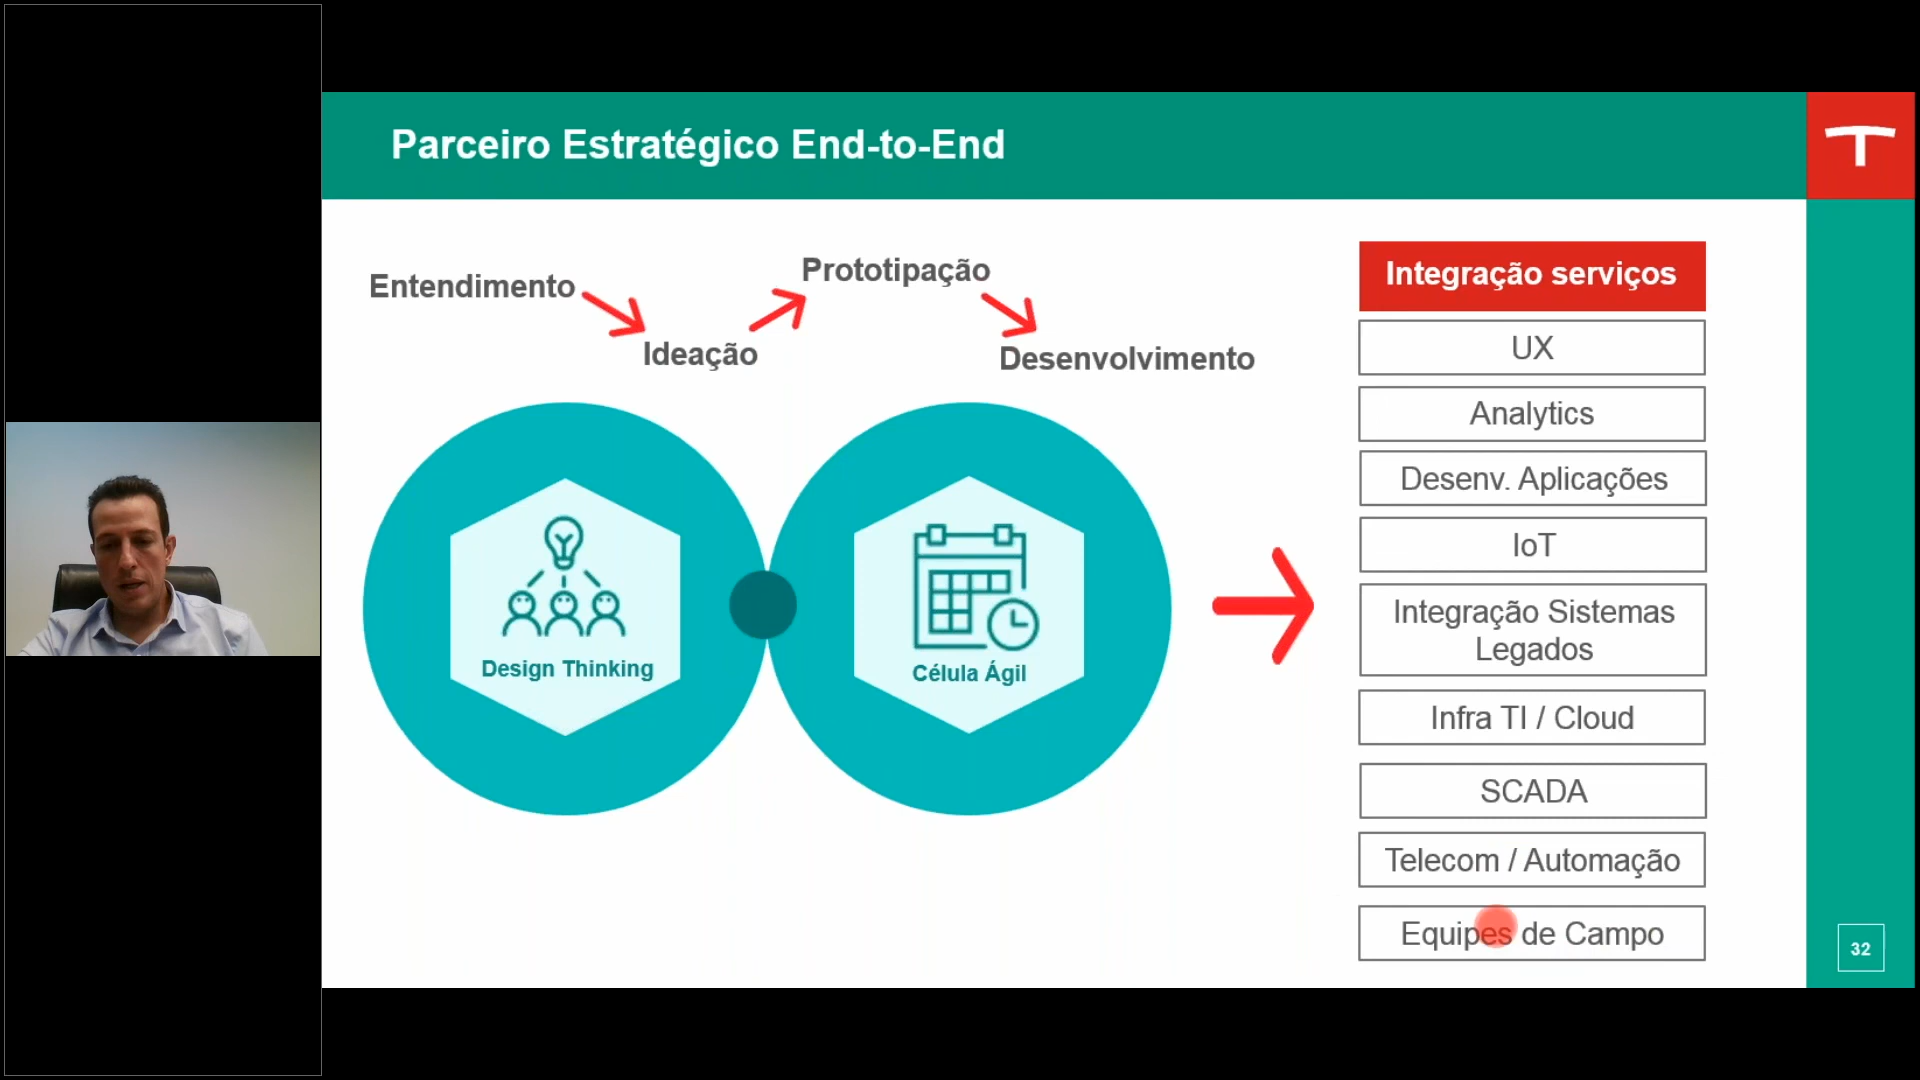 Parceiro Estratégico End-to-End
T
Entendimento
Ideação
Prototipação
Desenvolvimento
Design Thinking
Célula Ágil
Integração serviços
UX
Analytics
Desenv. Aplicações
IoT
Integração Sistemas
Legados
Infra TI / Cloud
SCADA
Telecom / Automação
Equipes de Campo
32